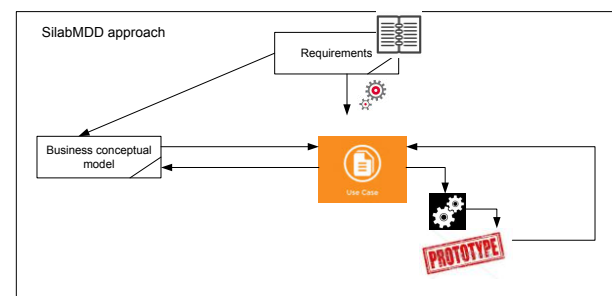 SilabMDD approach
Requirements
Business conceptual
model
Use Case
PROTOTYPE